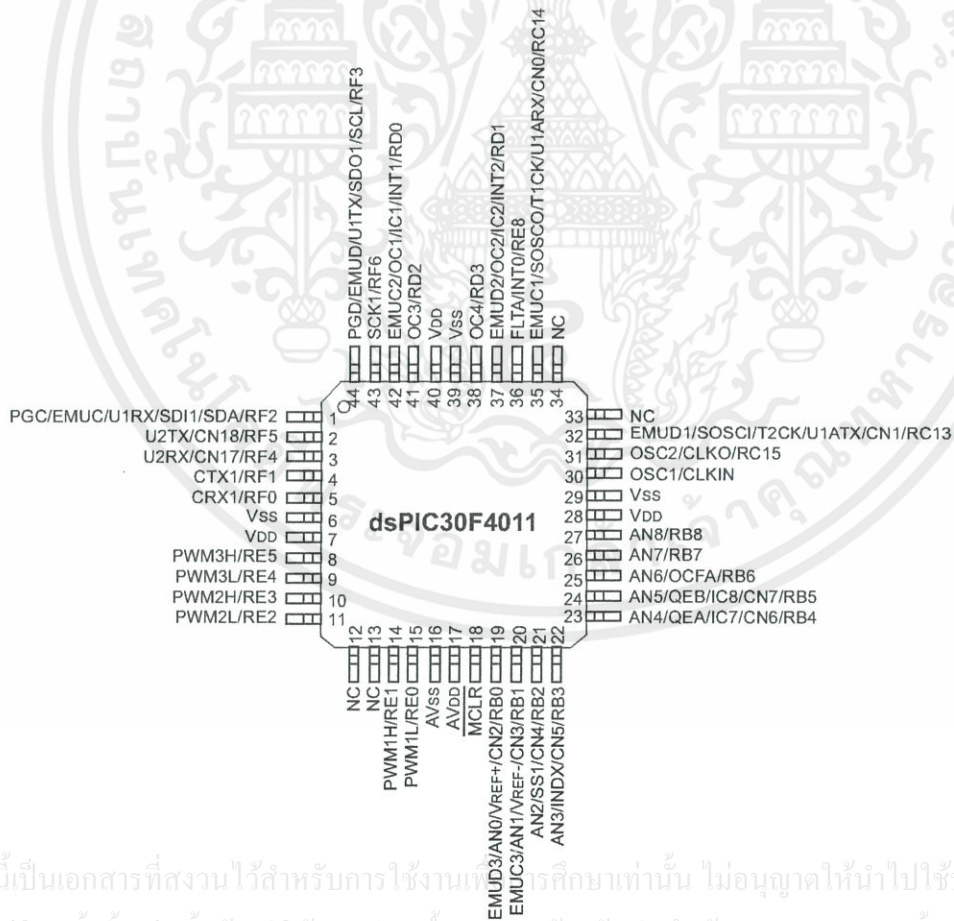 PGD/EMUD/U1TX/SDO1/SCL/RF3
SCK1/RF6
EMUC2/OC1/IC1/INT1/RD0
OC3/RD2
VDD
VSS
OC4/RD3
EMUD2/OC2/IC2/INT2/RD1
FLTA/INT0/RE8
EMUC1/SOSCO/T1CK/U1ARX/CN0/RC14
NC
44 43 42 41 40 39 38 37 36 35 34
PGC/EMUC/U1RX/SDI1/SDA/RF2 1
U2TX/CN18/RF5 2
U2RX/CN17/RF4 3
CTX1/RF1 4
CRX1/RF0 5
VSS 6
VDD 7
PWM3H/RE5 8
PWM3L/RE4 9
PWM2H/RE3 10
PWM2L/RE2 11
dsPIC30F4011
33 NC
32 EMUD1/SOSCI/T2CK/U1ATX/CN1/RC13
31 OSC2/CLKO/RC15
30 OSC1/CLKIN
29 VSS
28 VDD
27 AN8/RB8
26 AN7/RB7
25 AN6/OCFA/RB6
24 AN5/QEB/IC8/CN7/RB5
23 AN4/QEA/IC7/CN6/RB4
12 13 14 15 16 17 18 19 20 21 22
NC
NC
PWM1H/RE1
PWM1L/RE0
AVSS
AVDD
MCLR
EMUD3/AN0/VREF+/CN2/RB0
EMUC3/AN1/VREF-/CN3/RB1
AN2/SS1/CN4/RB2
AN3/INDX/CN5/RB3
นี้เป็นเอกสารที่สงวนไว้สำหรับการใช้งานเพื่อการศึกษาเท่านั้น ไม่อนุญาตให้นำไปใช้